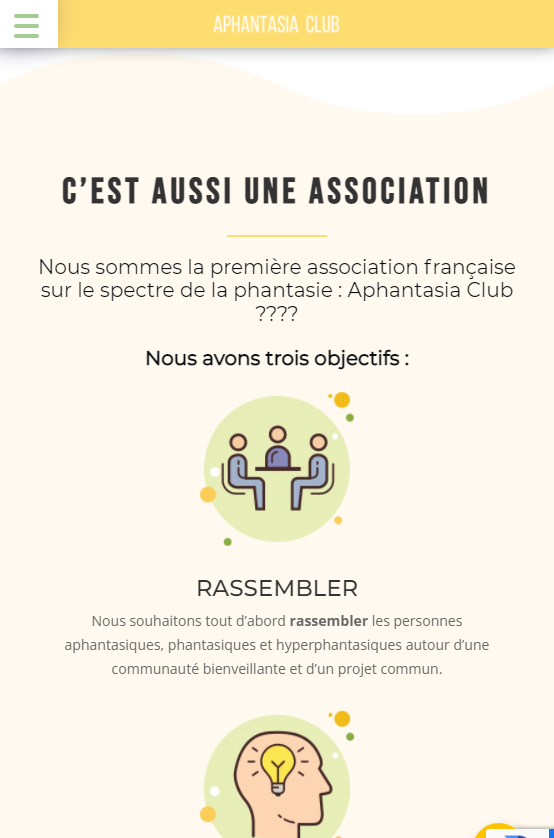 APHANTASIA CLUB
C’EST AUSSI UNE ASSOCIATION
Nous sommes la première association française
sur le spectre de la phantasie : Aphantasia Club
????
Nous avons trois objectifs :
RASSEMBLER
Nous souhaitons tout d’abord rassembler les personnes
aphantasiques, phantasiques et hyperphantasiques autour d’une
communauté bienveillante et d’un projet commun.